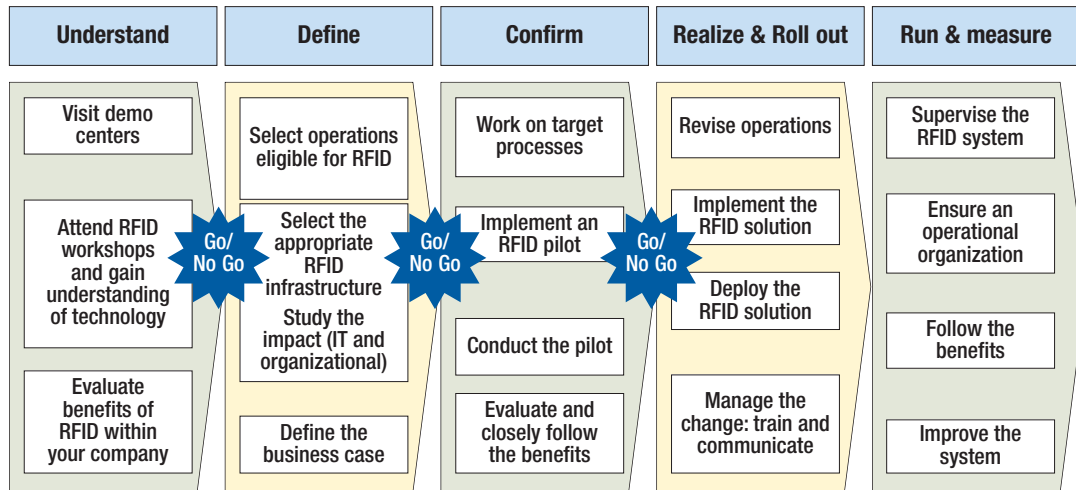 Understand
Define
Confirm
Realize & Roll out
Run & measure
Visit demo
centers
Attend RFID
workshops
and gain
understanding
of technology
Evaluate
benefits of
RFID within
your company
Go/
No Go
Select operations
eligible for RFID
Select the
appropriate
RFID
infrastructure
Study the
impact (IT and
organizational)
Define the
business case
Go/
No Go
Work on target
processes
Implement an
RFID pilot
Conduct the pilot
Evaluate and
closely follow
the benefits
Go/
No Go
Revise operations
Implement the
RFID solution
Deploy the
RFID solution
Manage the
change: train and
communicate
Supervise the
RFID system
Ensure an
operational
organization
Follow the
benefits
Improve the
system